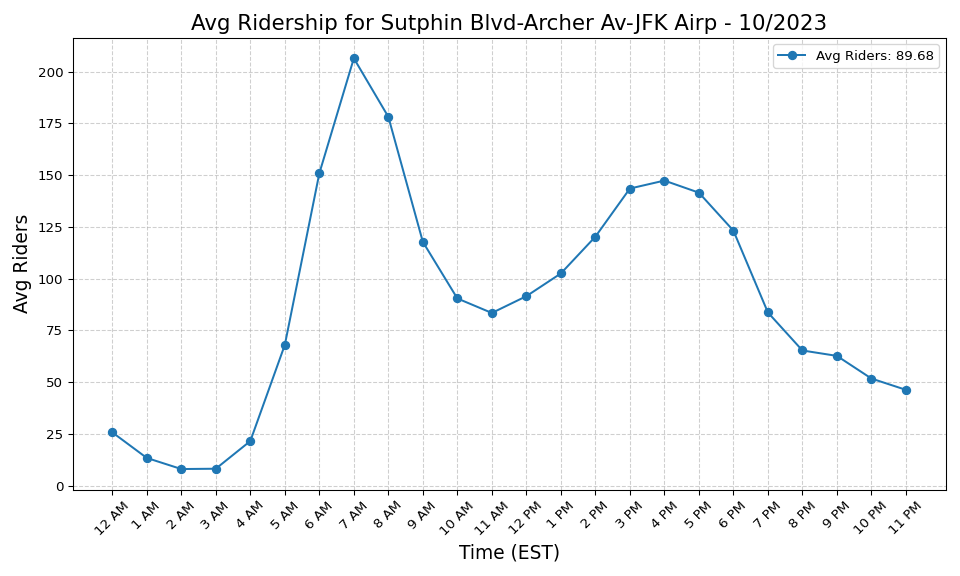 Avg Ridership for Sutphin Blvd-Archer Av-JFK Airp - 10/2023
Avg Riders: 89.68
Avg Riders
200
175
150
125
100
75
50
25
0
12 AM
1 AM
2 AM
3 AM
4 AM
5 AM
6 AM
7 AM
8 AM
9 AM
10 AM
11 AM
12 PM
1 PM
2 PM
3 PM
4 PM
5 PM
6 PM
7 PM
8 PM
9 PM
10 PM
11 PM
Time (EST)